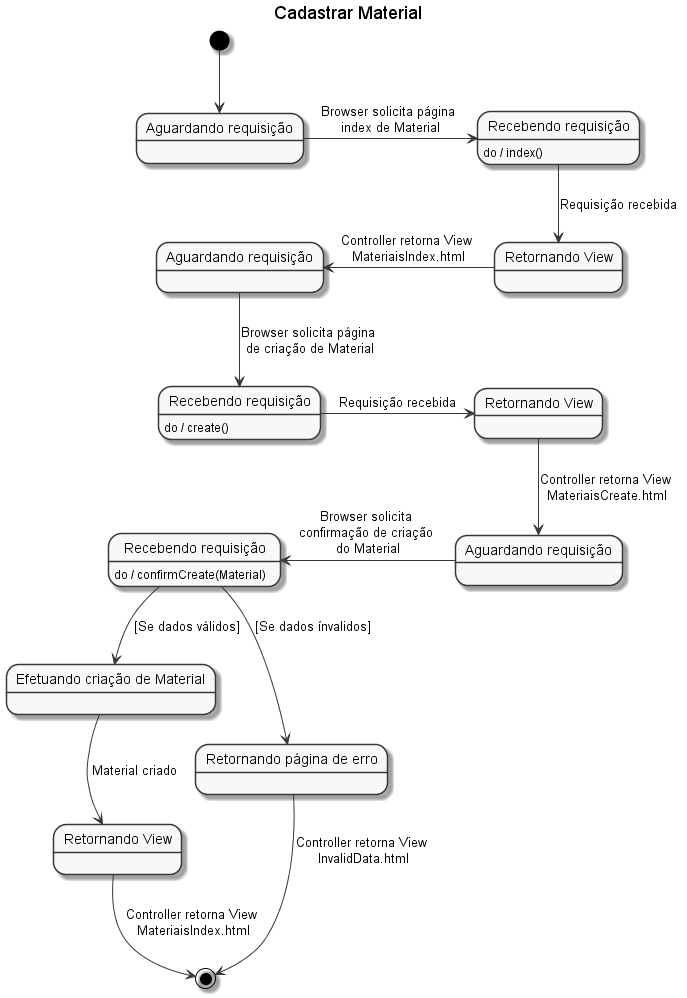 Cadastrar Material
Aguardando requisição
Browser solicita página
index de Material
Recebendo requisição
do / index()
Requisição recebida
Retornando View
Controller retorna View
MateriaisIndex.html
Aguardando requisição
Browser solicita página
de criação de Material
Recebendo requisição
do / create()
Requisição recebida
Retornando View
Controller retorna View
MateriaisCreate.html
Aguardando requisição
Browser solicita
confirmação de criação
do Material
Recebendo requisição
do / confirmCreate(Material)
[Se dados válidos]
[Se dados ínvalidos]
Efetuando criação de Material
Retornando página de erro
Material criado
Retornando View
Controller retorna View
InvalidData.html
Controller retorna View
MateriaisIndex.html